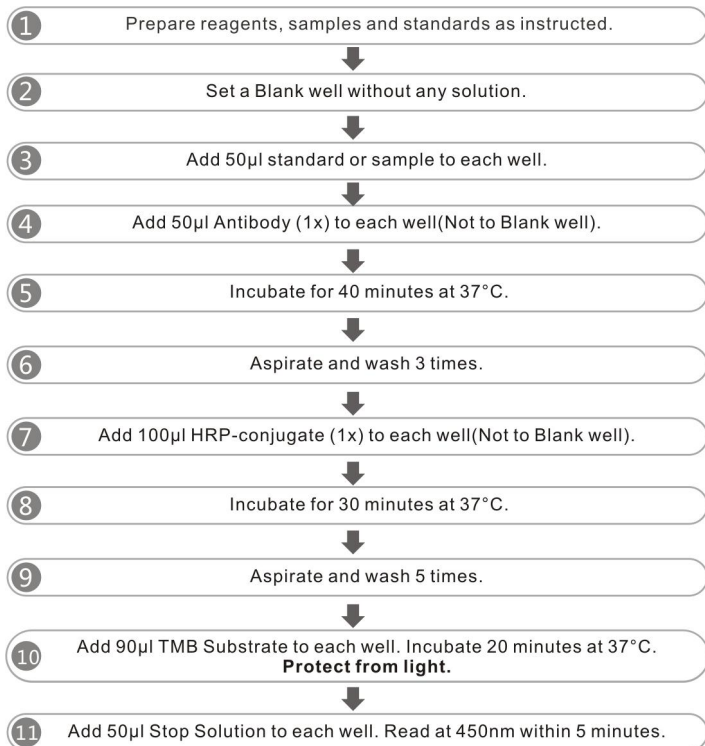 1 Prepare reagents, samples and standards as instructed.
2 Set a Blank well without any solution.
3 Add 50µl standard or sample to each well.
4 Add 50µl Antibody (1x) to each well(Not to Blank well).
5 Incubate for 40 minutes at 37°C.
6 Aspirate and wash 3 times.
7 Add 100µl HRP-conjugate (1x) to each well(Not to Blank well).
8 Incubate for 30 minutes at 37°C.
9 Aspirate and wash 5 times.
10 Add 90µl TMB Substrate to each well. Incubate 20 minutes at 37°C.
Protect from light.
11 Add 50µl Stop Solution to each well. Read at 450nm within 5 minutes.